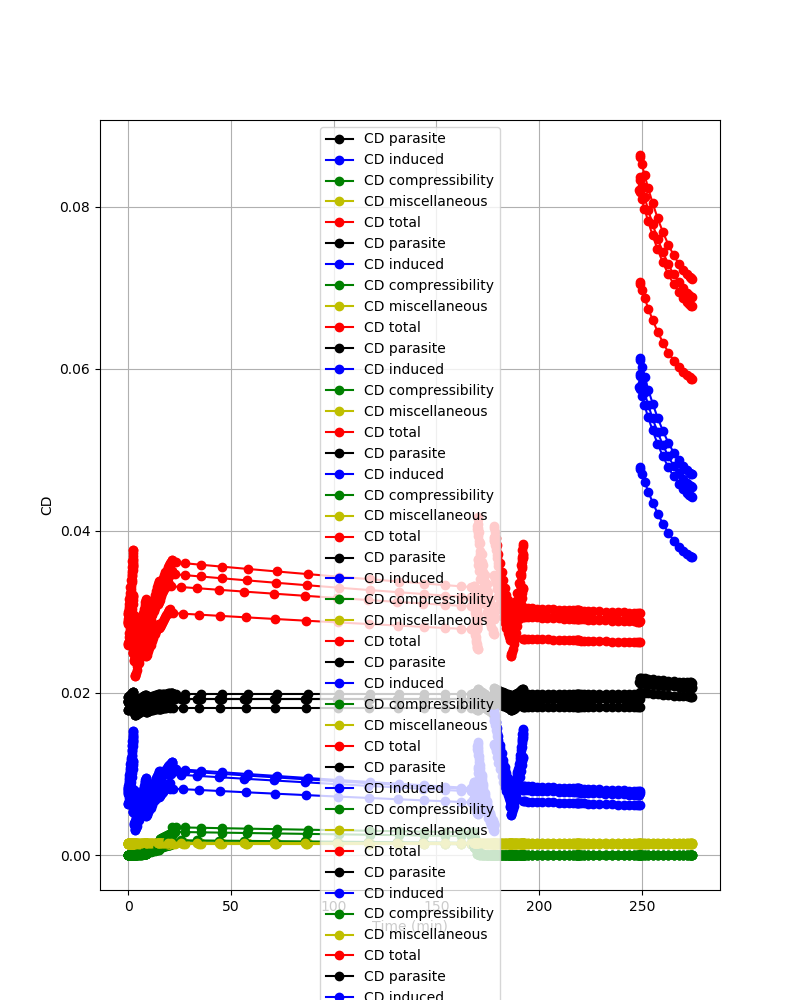 CD parasite
CD induced
CD compressibility
CD miscellaneous
CD total
CD parasite
CD induced
CD compressibility
CD miscellaneous
CD total
CD parasite
CD induced
CD compressibility
CD miscellaneous
CD total
CD parasite
CD induced
CD compressibility
CD miscellaneous
CD total
CD parasite
CD induced
CD compressibility
CD miscellaneous
CD total
CD parasite
CD induced
CD compressibility
CD miscellaneous
CD total
CD parasite
CD induced
CD compressibility
CD miscellaneous
CD total
CD parasite
CD induced
CD compressibility
CD miscellaneous
CD total
CD parasite
CD induced
0.08
0.06
0.04
0.02
0.00
CD
0 50 100 150 200 250
Time (min)